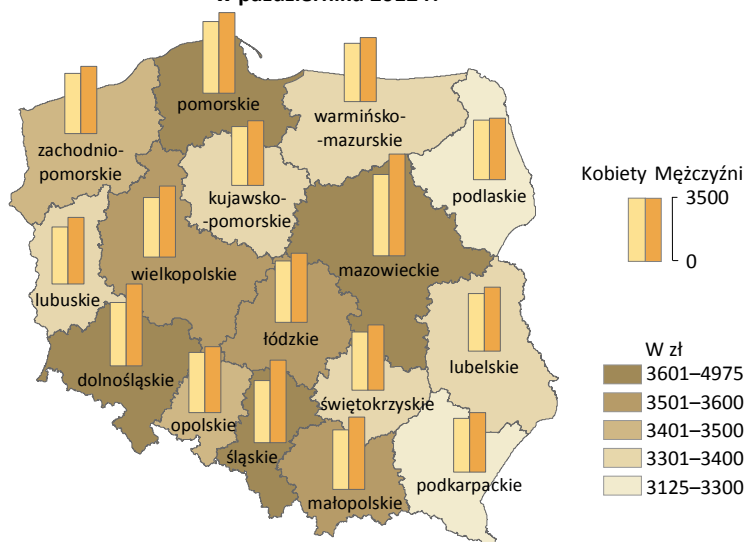 pomorskie
warmińsko-
-mazurskie
zachodnio-
pomorskie
kujawsko-
-pomorskie
podlaskie
Kobiety Mężczyźni
3500
0
wielkopolskie
mazowieckie
lubuskie
łódzkie
lubelskie
dolnośląskie
opolskie
świętokrzyskie
śląskie
małopolskie
podkarpackie
W zł
3601–4975
3501–3600
3401–3500
3301–3400
3125–3300